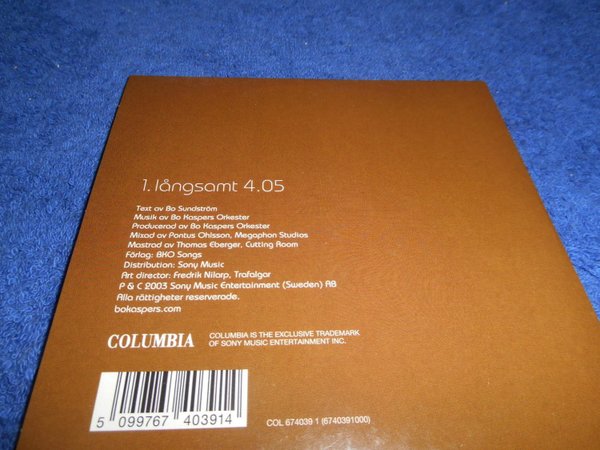 1. långsamt 4.05
Text av Bo Sundström
Musik av Bo Kaspers Orkester
Producerad av Bo Kaspers Orkester
Mixad av Pontus Ohlsson, Megaphon Studios
Mastrad av Thomas Eberger, Cutting Room
Förlag: BKO Songs
Distribution: Sony Music
Art director: Fredrik Nilarp, Trafalgar
P & C 2003 Sony Music Entertainment (Sweden) AB
Alla rättigheter reserverade.
bokaspers.com
COLUMBIA
COLUMBIA IS THE EXCLUSIVE TRADEMARK
OF SONY MUSIC ENTERTAINMENT INC.
5 099767 403914
COL 674039 1 (6740391000)